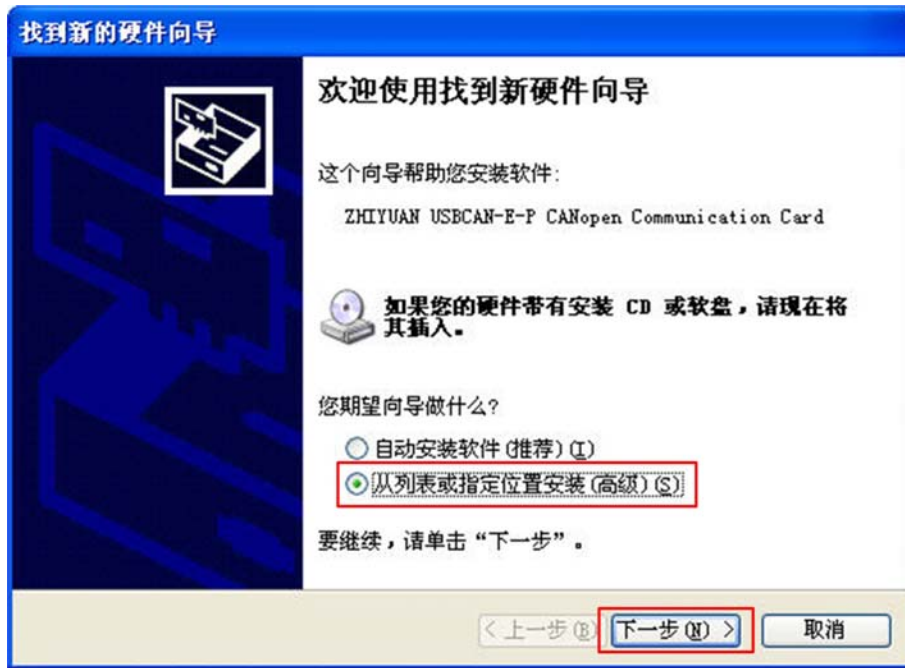 找到新的硬件向导
欢迎使用找到新硬件向导
这个向导帮助您安装软件:
ZHIYUAN USBCAN-E-P CANopen Communication Card
如果您的硬件带有安装 CD 或软盘，请现在将
其插入。
您期望向导做什么?
自动安装软件(推荐)(I)
从列表或指定位置安装(高级)(S)
要继续，请单击“下一步”。
< 上一步(B) 下一步(N) > 取消